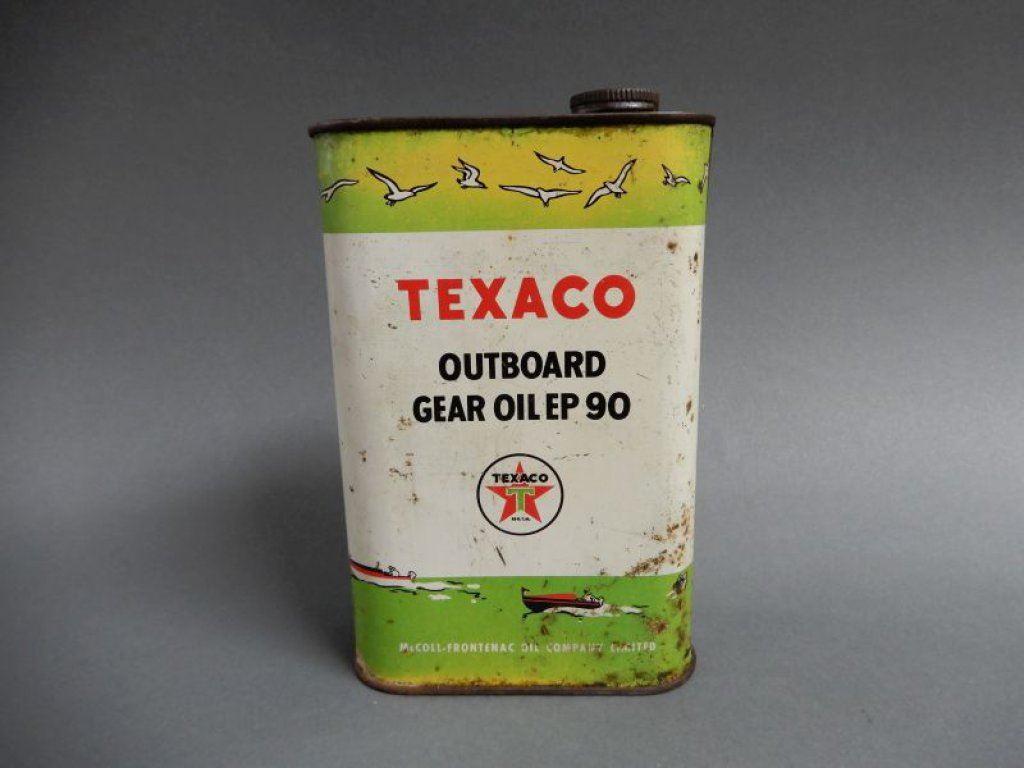 TEXACO
OUTBOARD
GEAR OIL EP 90
TEXACO
T
McCOLL-FRONTENAC OIL COMPANY LIMITED